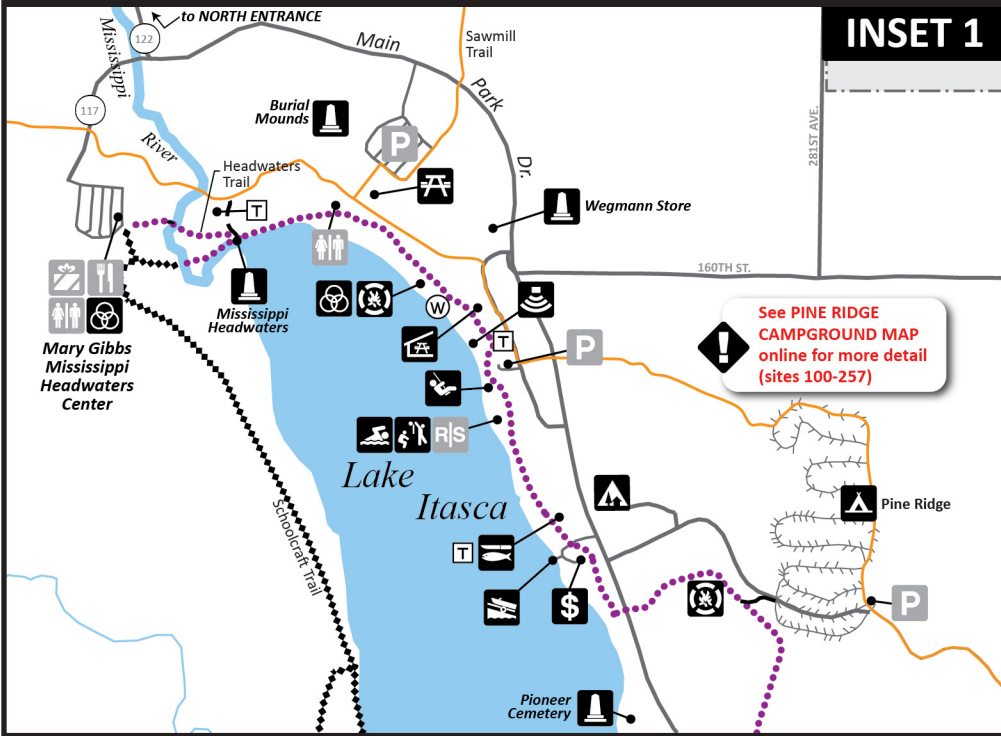 INSET 1
to NORTH ENTRANCE
122
Mississippi
River
Main
Park
Dr.
Sawmill
Trail
117
Burial
Mounds
P
281ST AVE.
Headwaters
Trail
T
Wegmann Store
160TH ST.
Mississippi
Headwaters
W
T
P
See PINE RIDGE
CAMPGROUND MAP
online for more detail
(sites 100-257)
!
Mary Gibbs
Mississippi
Headwaters
Center
R|S
Lake
Itasca
Schoolcraft Trail
Pine Ridge
T
$
P
Pioneer
Cemetery